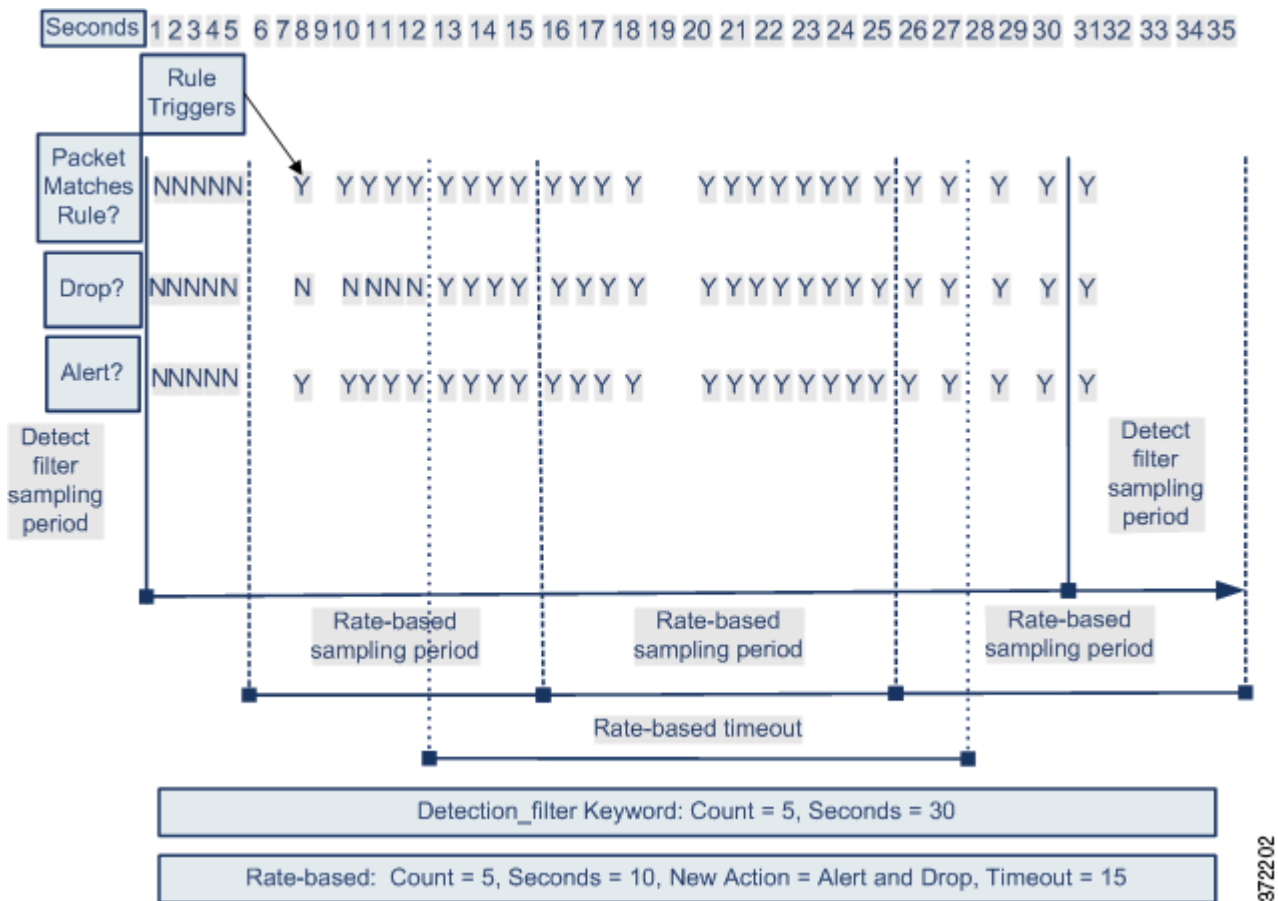 Seconds 1 2 3 4 5 6 7 8 9 10 11 12 13 14 15 16 17 18 19 20 21 22 23 24 25 26 27 28 29 30 31 32 33 34 35
Rule
Triggers
Packet
Matches
Rule?
N N N N N Y Y Y Y Y Y Y Y Y Y Y Y Y Y Y Y Y Y Y Y Y Y Y Y Y
Drop?
N N N N N N N N N N Y Y Y Y Y Y Y Y Y Y Y Y Y Y Y Y Y Y Y Y
Alert?
N N N N N Y Y Y Y Y Y Y Y Y Y Y Y Y Y Y Y Y Y Y Y Y Y Y Y Y
Detect
filter
sampling
period
Detect
filter
sampling
period
Rate-based
sampling period
Rate-based
sampling period
Rate-based
sampling period
Rate-based timeout
Detection_filter Keyword: Count = 5, Seconds = 30
Rate-based: Count = 5, Seconds = 10, New Action = Alert and Drop, Timeout = 15
372202